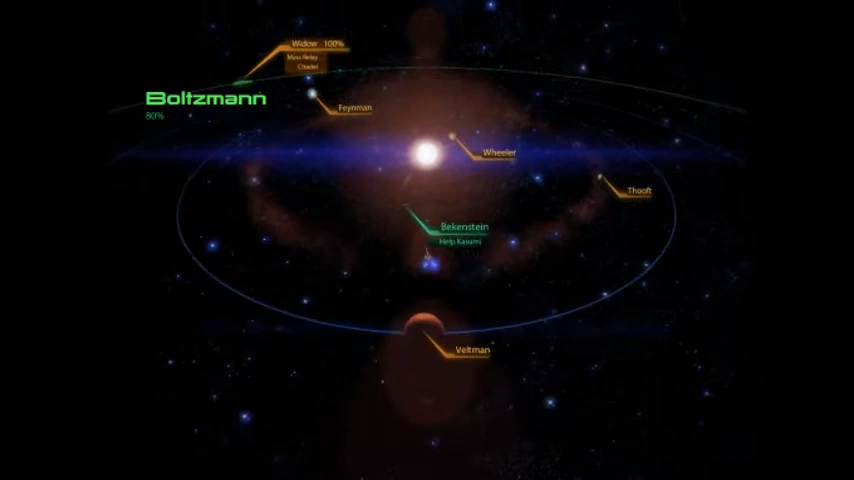 Widow 100%
Mass Relay
Citadel
Boltzmann
80%
Feynman
Wheeler
Thooft
Bekenstein
Help Kasumi
Veltman